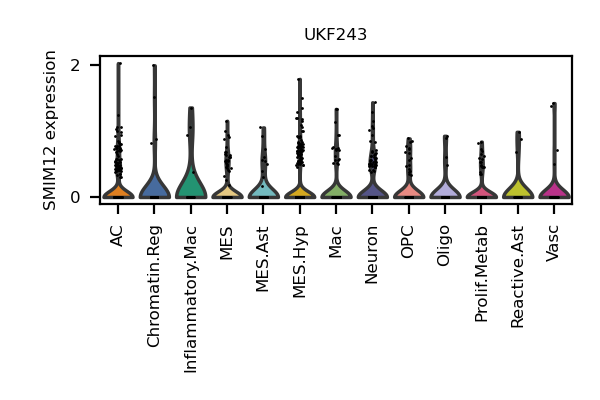 UKF243
SMIM12 expression
2
0
AC
Chromatin.Reg
Inflammatory.Mac
MES
MES.Ast
MES.Hyp
Mac
Neuron
OPC
Oligo
Prolif.Metab
Reactive.Ast
Vasc